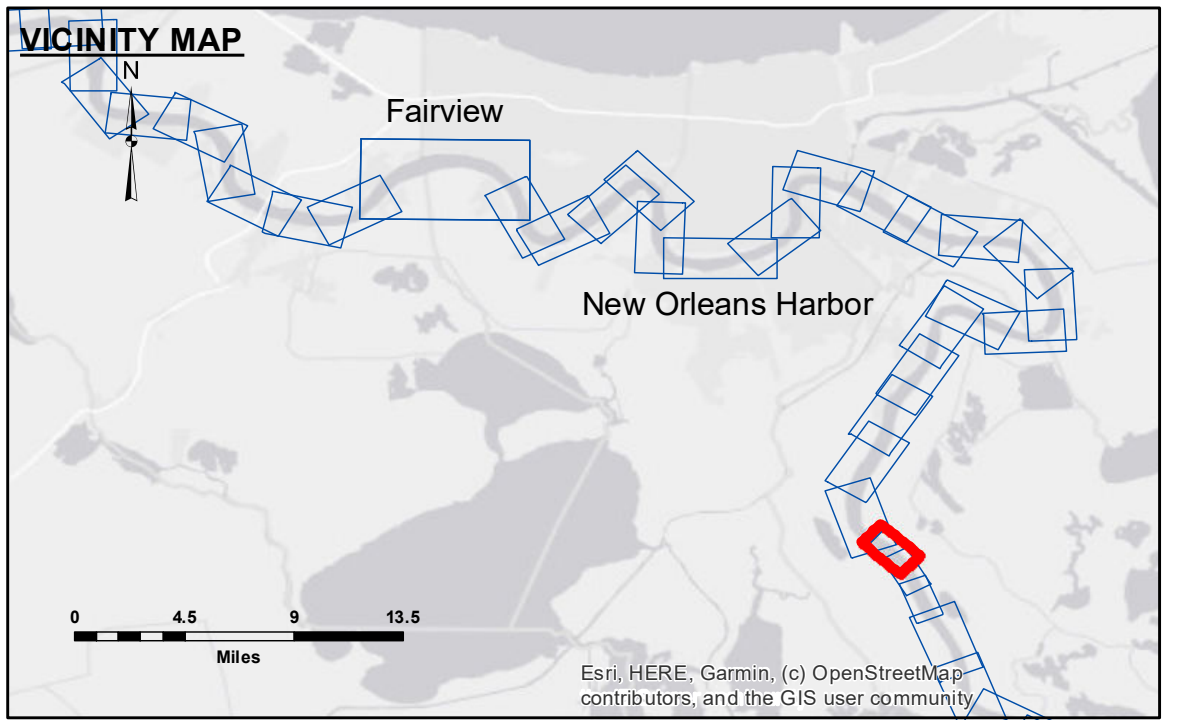 VICINITY MAP
N
Fairview
New Orleans Harbor
0 4.5 9 13.5
Miles
Esri, HERE, Garmin, (c) OpenStreetMap
contributors, and the GIS user community